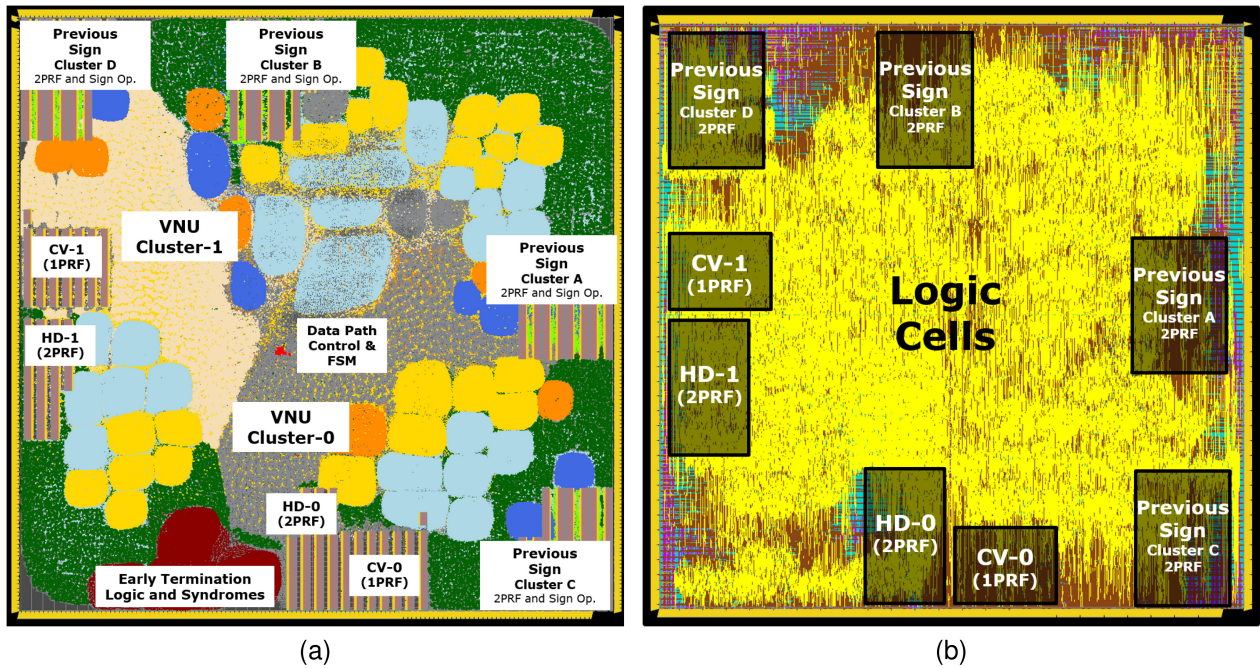 Previous
Sign
Cluster D
2PRF and Sign Op.
Previous
Sign
Cluster B
2PRF and Sign Op.
VNU
Cluster-1
CV-1
(1PRF)
Previous
Sign
Cluster A
2PRF and Sign Op.
HD-1
(2PRF)
Data Path
Control &
FSM
VNU
Cluster-0
HD-0
(2PRF)
CV-0
(1PRF)
Early Termination
Logic and Syndromes
Previous
Sign
Cluster C
2PRF and Sign Op.
(a)
Previous
Sign
Cluster D
2PRF
Previous
Sign
Cluster B
2PRF
CV-1
(1PRF)
Logic
Cells
Previous
Sign
Cluster A
2PRF
HD-1
(2PRF)
HD-0
(2PRF)
CV-0
(1PRF)
Previous
Sign
Cluster C
2PRF
(b)